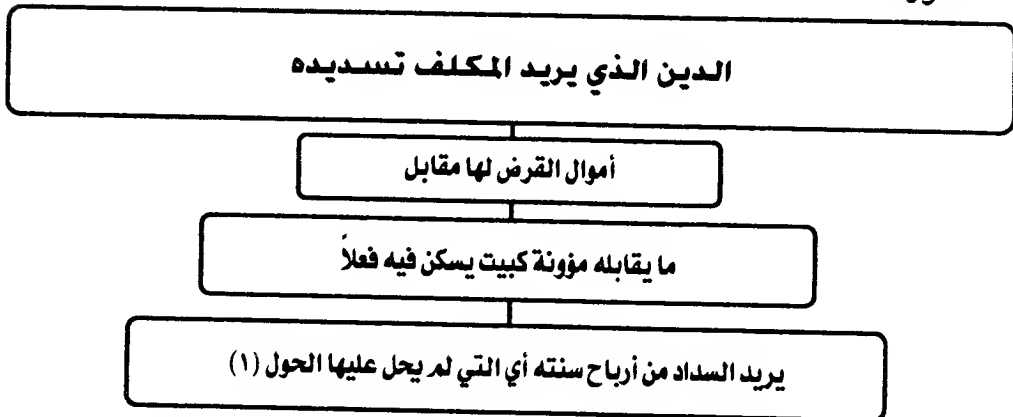 الدين الذي يريد المكلف تسديده
أموال القرض لها مقابل
ما يقابله مؤونة كبيت يسكن فيه فعلاً
يريد السداد من أرباح سنته أي التي لم يحل عليها الحول (١)